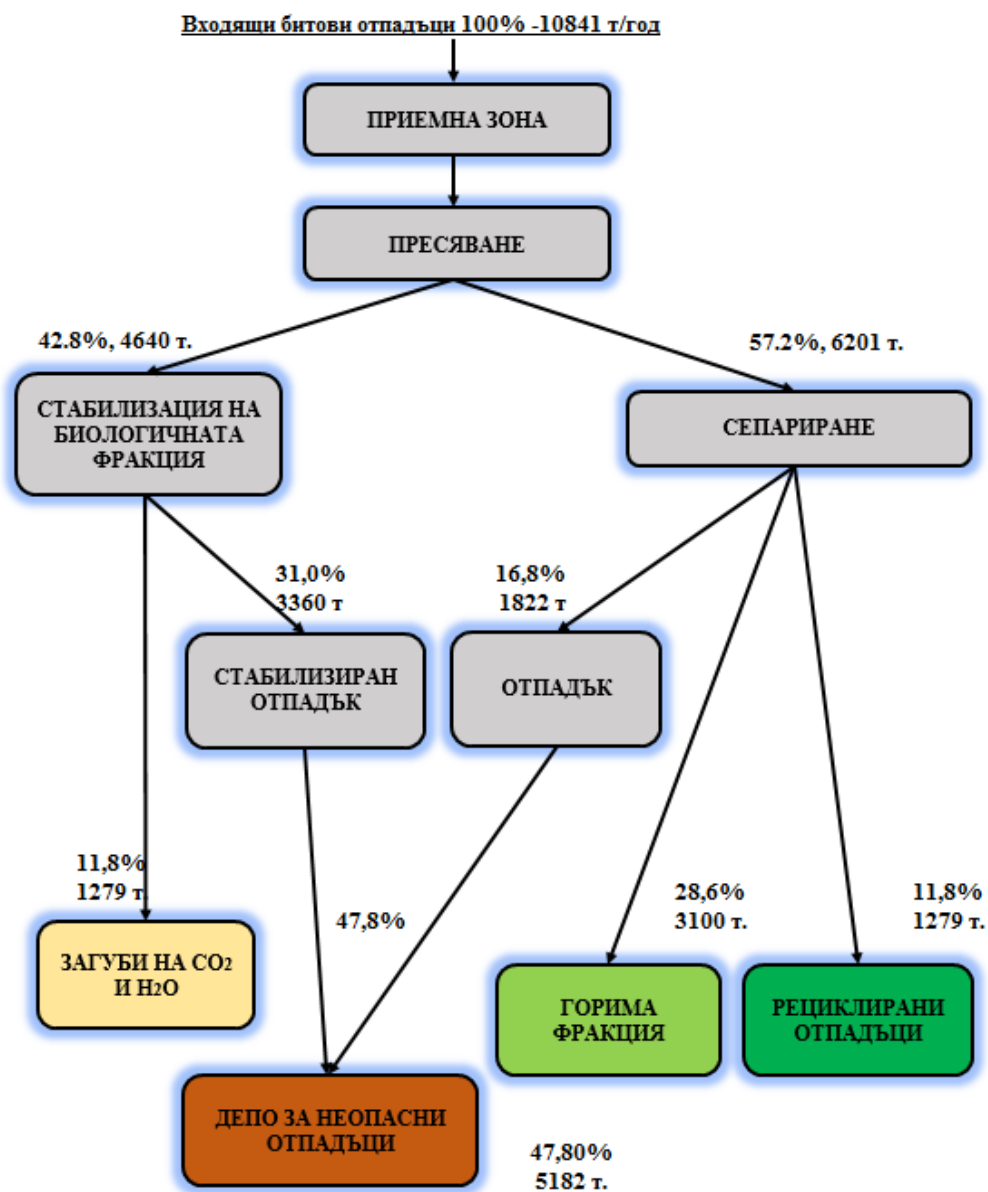 Входящи битови отпадъци 100% -10841 т/год
ПРИЕМНА ЗОНА
ПРЕСЯВАНЕ
42.8%, 4640 т.
57.2%, 6201 т.
СТАБИЛИЗАЦИЯ НА
БИОЛОГИЧНАТА
ФРАКЦИЯ
СЕПАРИРАНЕ
31,0%
3360 т
16,8%
1822 т
СТАБИЛИЗИРАН
ОТПАДЪК
ОТПАДЪК
11,8%
1279 т.
47,8%
28,6%
3100 т.
11,8%
1279 т.
ЗАГУБИ НА CO2
И H2O
ГОРИМА
ФРАКЦИЯ
РЕЦИКЛИРАНИ
ОТПАДЪЦИ
ДЕПО ЗА НЕОПАСНИ
ОТПАДЪЦИ
47,80%
5182 т.